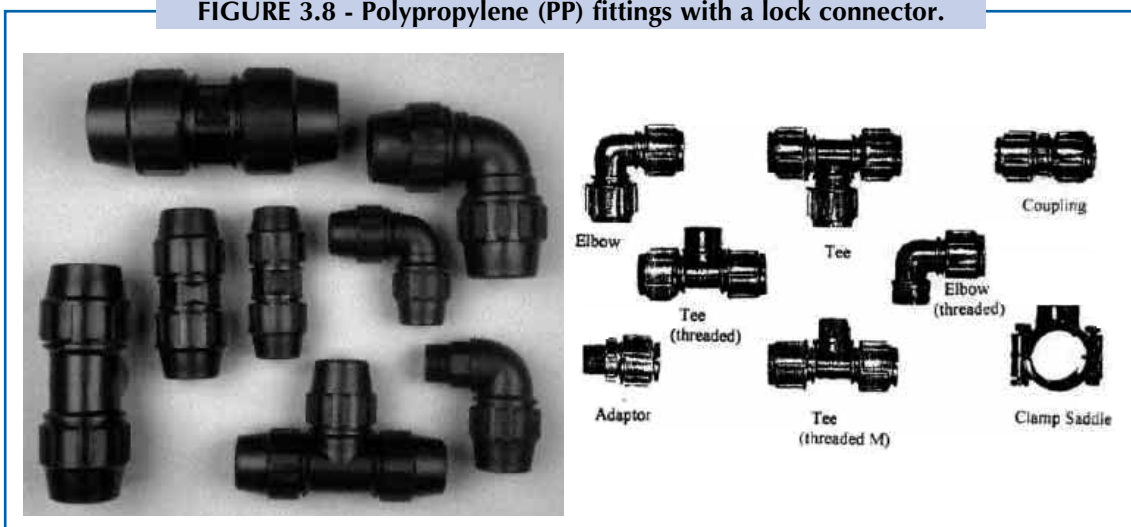 FIGURE 3.8 - Polypropylene (PP) fittings with a lock connector.
Elbow
Tee
Coupling
Tee
(threaded)
Elbow
(threaded)
Adaptor
Tee
(threaded M)
Clamp Saddle